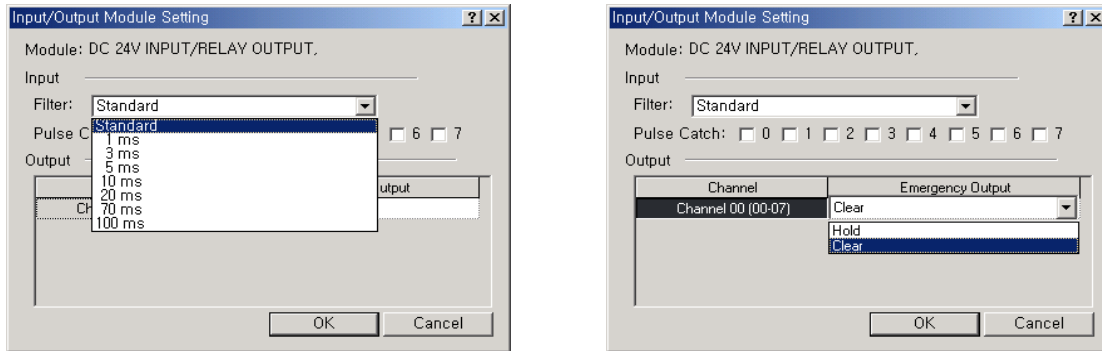 Input/Output Module Setting
Module: DC 24V INPUT/RELAY OUTPUT,
Input
Filter: Standard
Standard
1 ms
3 ms
5 ms
10 ms
20 ms
70 ms
100 ms
Pulse C 6 7
Output
utput
Ch
OK Cancel
Input/Output Module Setting
Module: DC 24V INPUT/RELAY OUTPUT,
Input
Filter: Standard
Pulse Catch: 0 1 2 3 4 5 6 7
Output
Channel Emergency Output
Channel 00 (00-07) Clear
Hold
Clear
OK Cancel